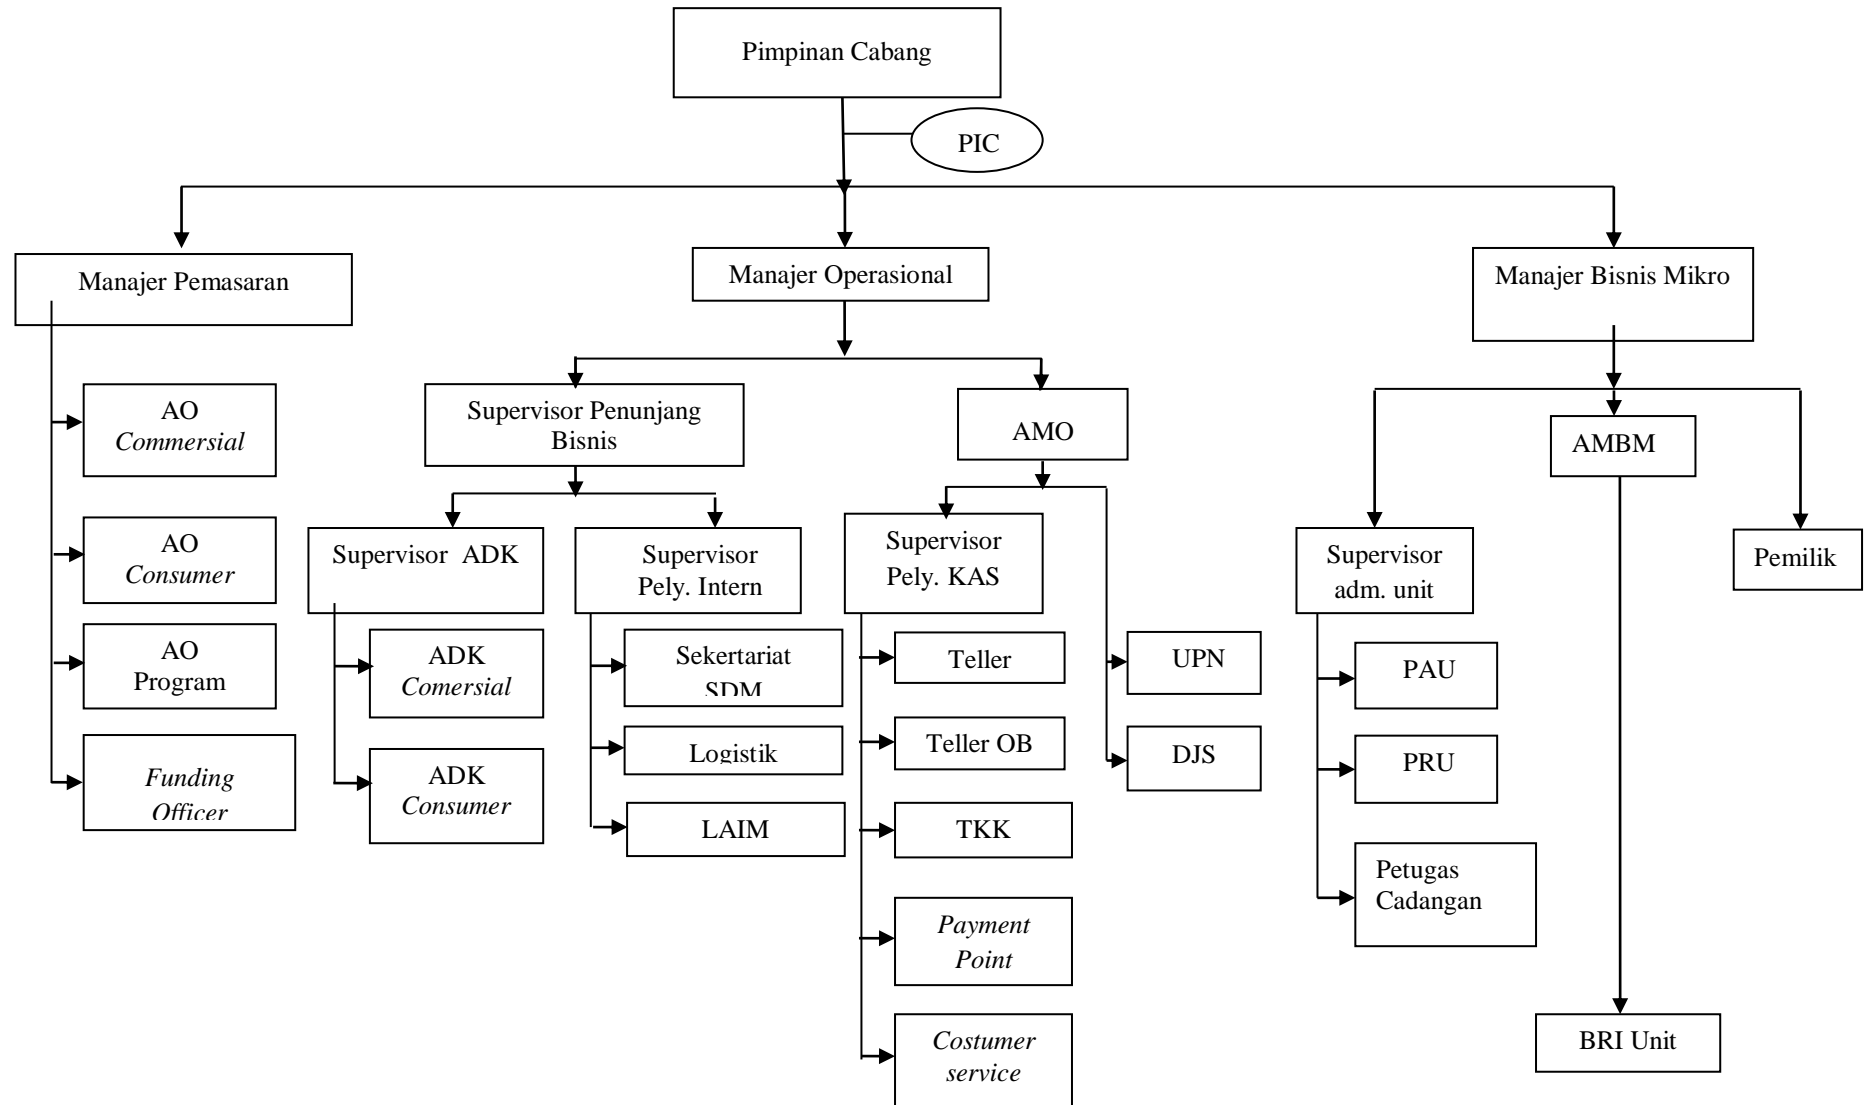 Pimpinan Cabang
PIC
Manajer Pemasaran
Manajer Operasional
Manajer Bisnis Mikro
AO
Commersial
AO
Consumer
AO
Program
Funding
Officer
Supervisor Penunjang
Bisnis
AMO
Supervisor ADK
Supervisor
Pely. Intern
Supervisor
Pely. KAS
ADK
Comersial
ADK
Consumer
Sekertariat
SDM
Logistik
LAIM
Teller
Teller OB
TKK
Payment
Point
Costumer
service
UPN
DJS
AMBM
Supervisor
adm. unit
Pemilik
PAU
PRU
Petugas
Cadangan
BRI Unit